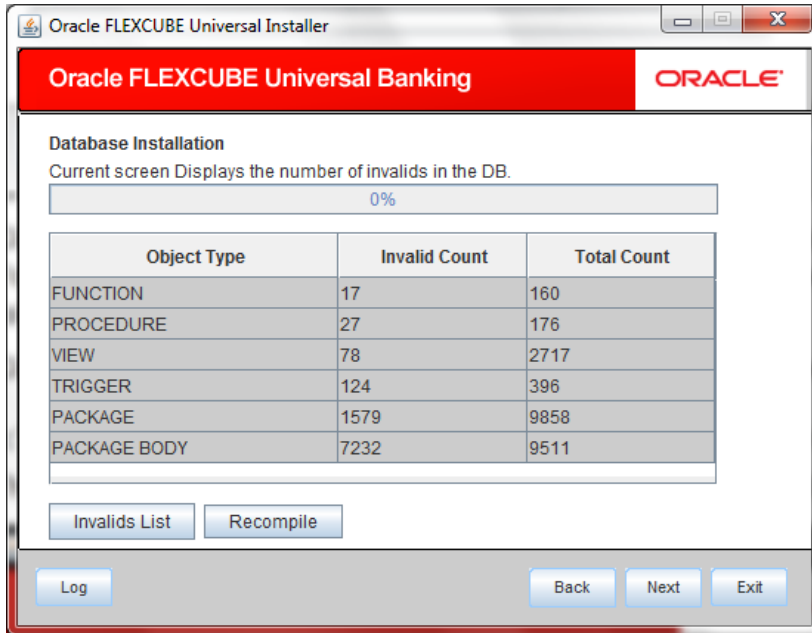 Oracle FLEXCUBE Universal Installer
Oracle FLEXCUBE Universal Banking ORACLE®
Database Installation
Current screen Displays the number of invalids in the DB.
0%
Object Type Invalid Count Total Count
FUNCTION 17 160
PROCEDURE 27 176
VIEW 78 2717
TRIGGER 124 396
PACKAGE 1579 9858
PACKAGE BODY 7232 9511
Invalids List Recompile
Log Back Next Exit